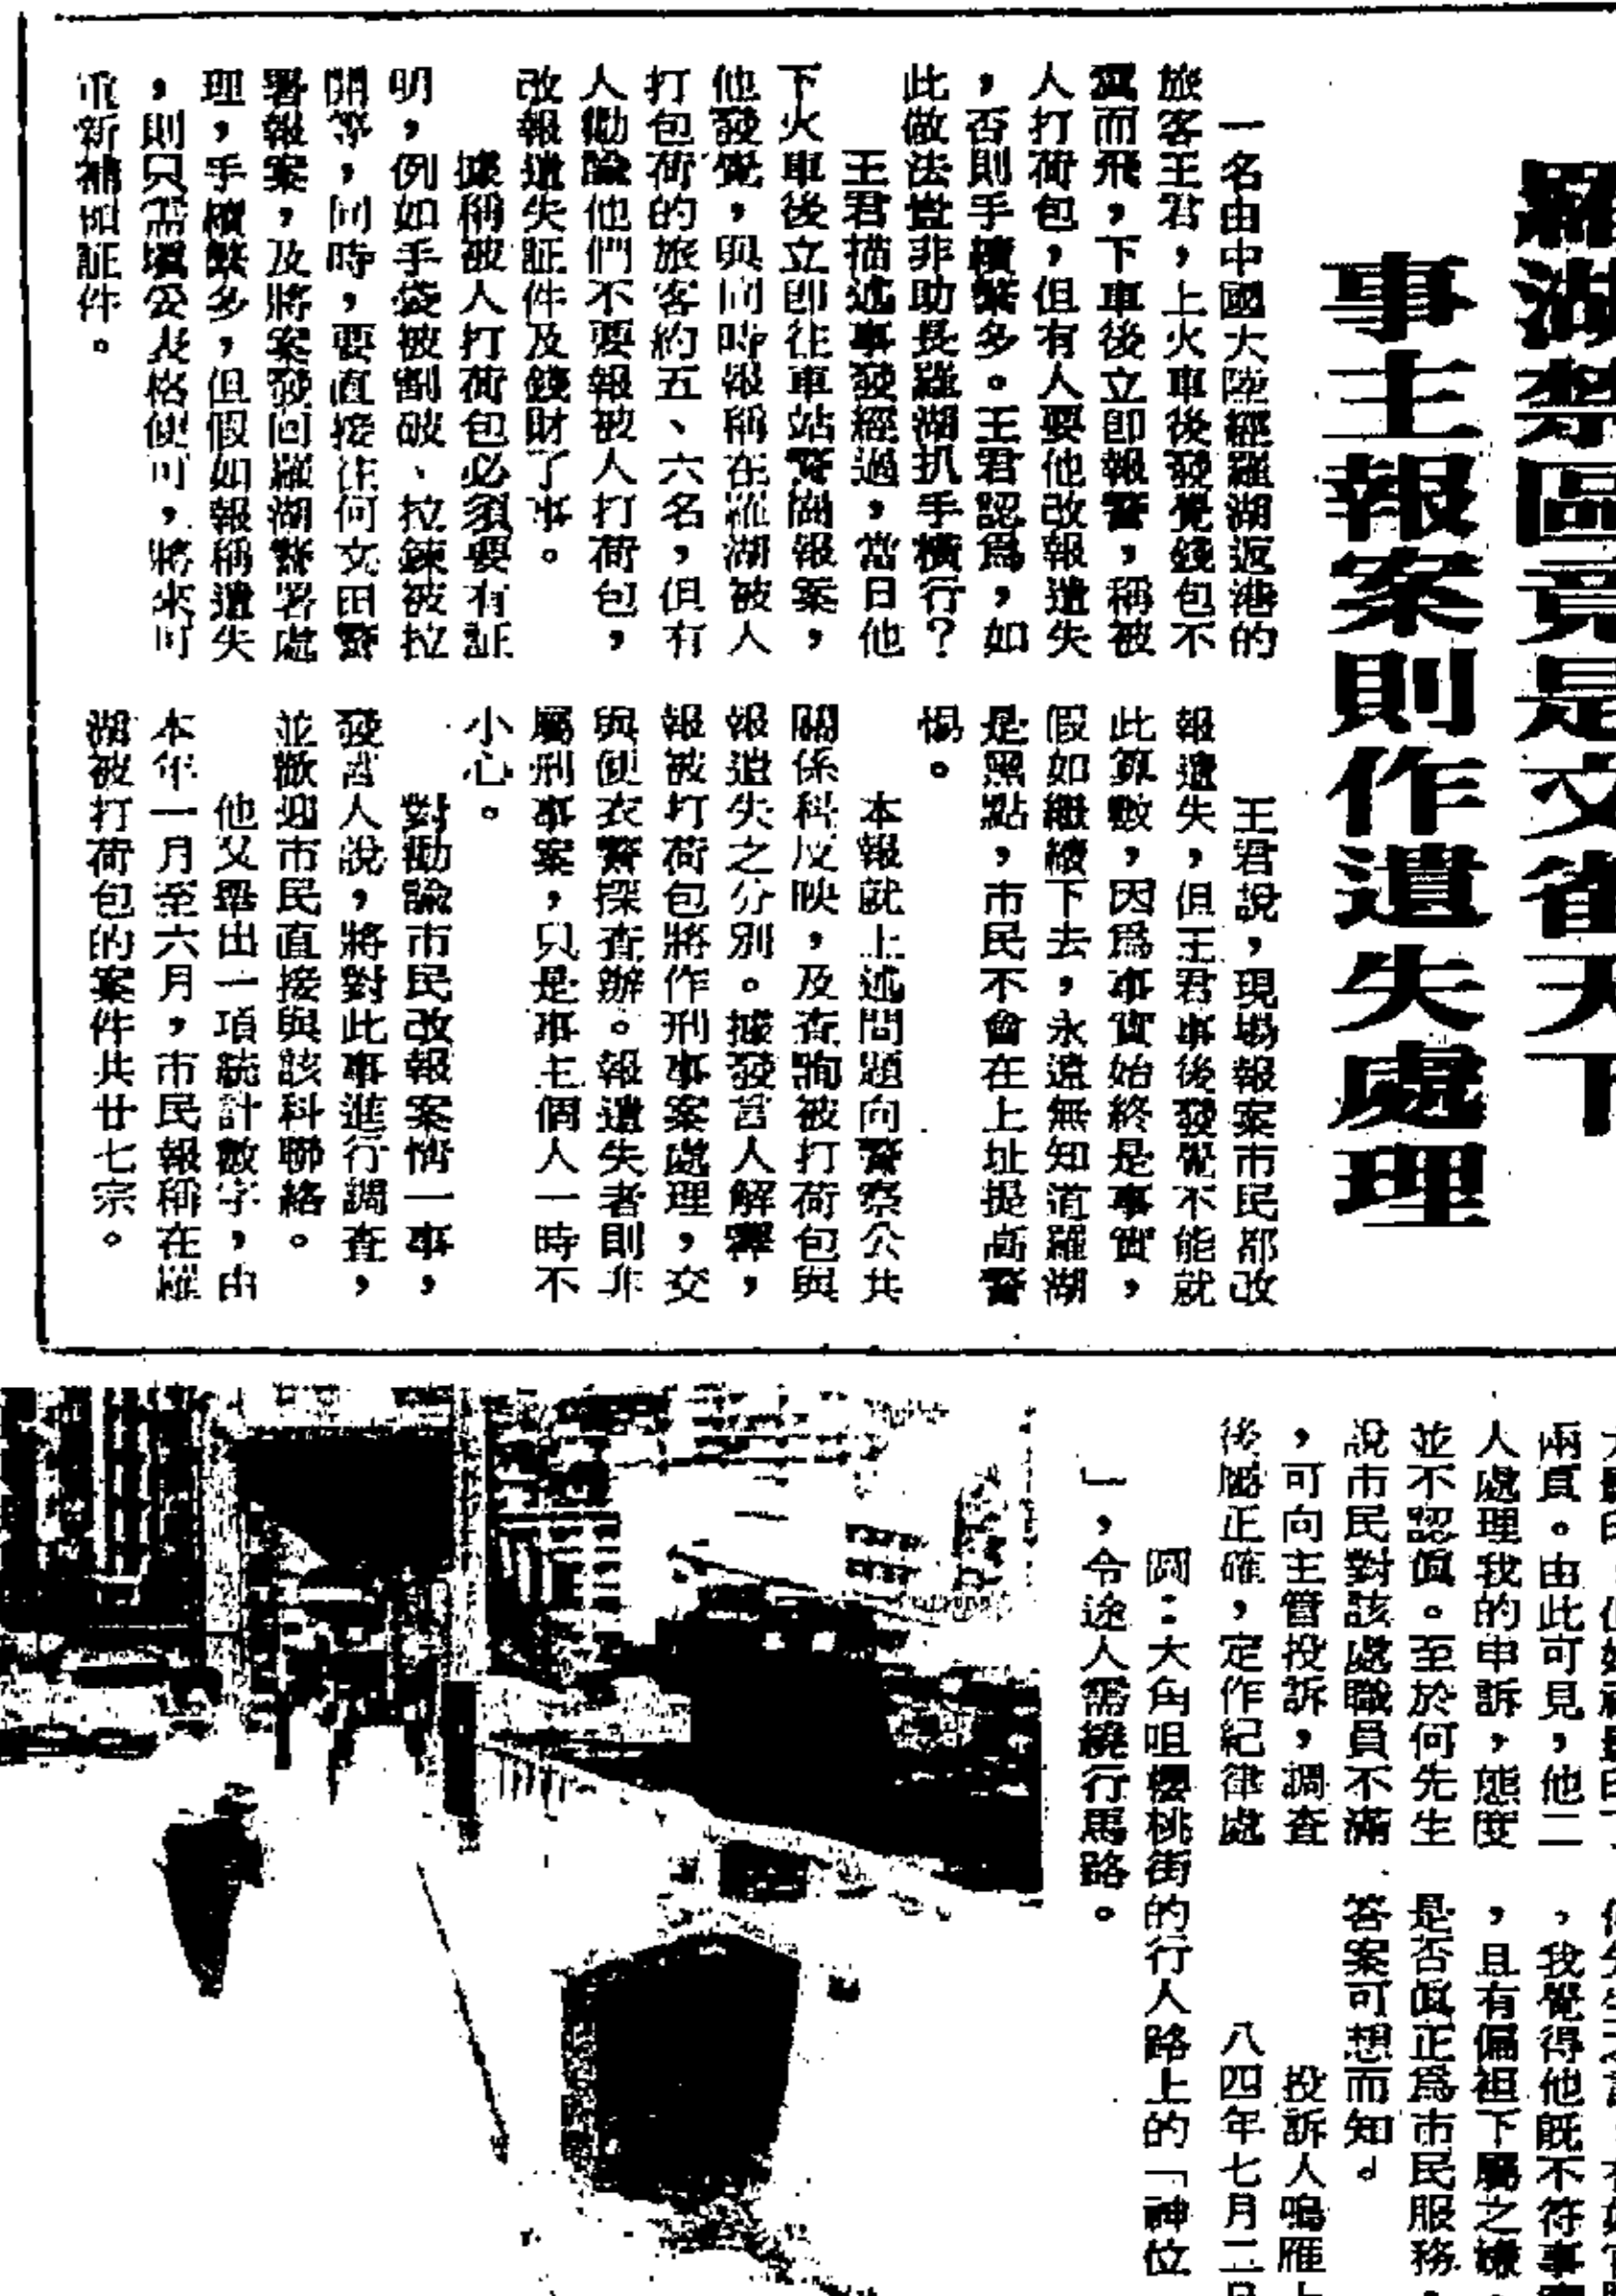 羅湖禁區竟是文雀天下
事主報案則作遺失處理
一名由中國大陸經羅湖返港的
旅客王君，上火車後發覺錢包不
翼而飛，下車後立即報警，稱被
人打荷包，但有人要他改報遺失
，否則手續繁多。王君認爲，如
此做法豈非助長羅湖扒手橫行？
王君描述事發經過，當日他
下火車後立即往車站警崗報案，
他發覺，與同時報稱在羅湖被人
打包荷的旅客約五、六名，但有
人勸諭他們不要報被人打荷包，
改報遺失証件及錢財了事。
據稱被人打荷包必須要有証
明，例如手袋被割破、拉鍊被拉
開等，同時，要直接往何文田警
署報案，及將案發回羅湖警署處
理，手續繁多，但假如報稱遺失
，則只需填公表格便可，將來可
重新補領証件。
王君說，現場報案市民都改
報遺失，但王君事後發覺不能就
此算數，因爲事實始終是事實，
假如繼續下去，永遠無知道羅湖
是黑點，市民不會在上址提高警
惕。
本報就上述問題向警察公共
關係科反映，及查詢被打荷包與
報遺失之分別。據發言人解釋，
報被打荷包將作刑事案處理，交
與便衣警探查辦。報遺失者則非
屬刑事案，只是事主個人一時不
小心。
對勸諭市民改報案情一事，
發言人說，將對此事進行調查，
並歡迎市民直接與該科聯絡。
他又舉出一項統計數字，由
本年一月至六月，市民報稱在羅
湖被打荷包的案件共廿七宗。
兩頁。由此可見，他二
人處理我的申訴，態度
並不認眞。至於何先生
說市民對該處職員不滿
，可向主管投訴，調查
後屬正確，定作紀律處
，我覺得他旣不符事
，且有偏袒下屬之嫌，
是否眞正爲市民服務，
答案可想而知。」
投訴人鳴雁上
八四年七月二日
圖：大角咀櫻桃街的行人路上的「神位
」，令途人需繞行馬路。